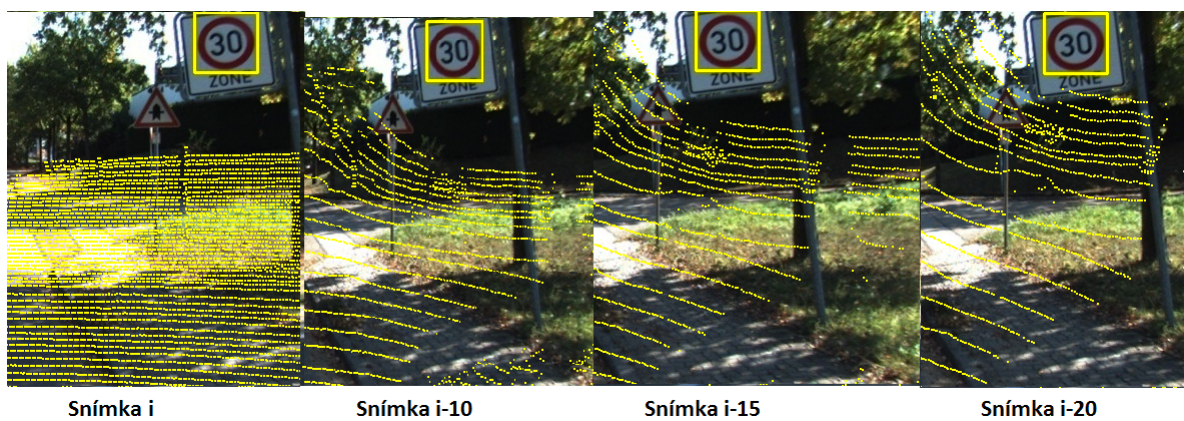 30
ZONE
30
ZONE
30
ZONE
30
ZONE
Snímka i
Snímka i-10
Snímka i-15
Snímka i-20